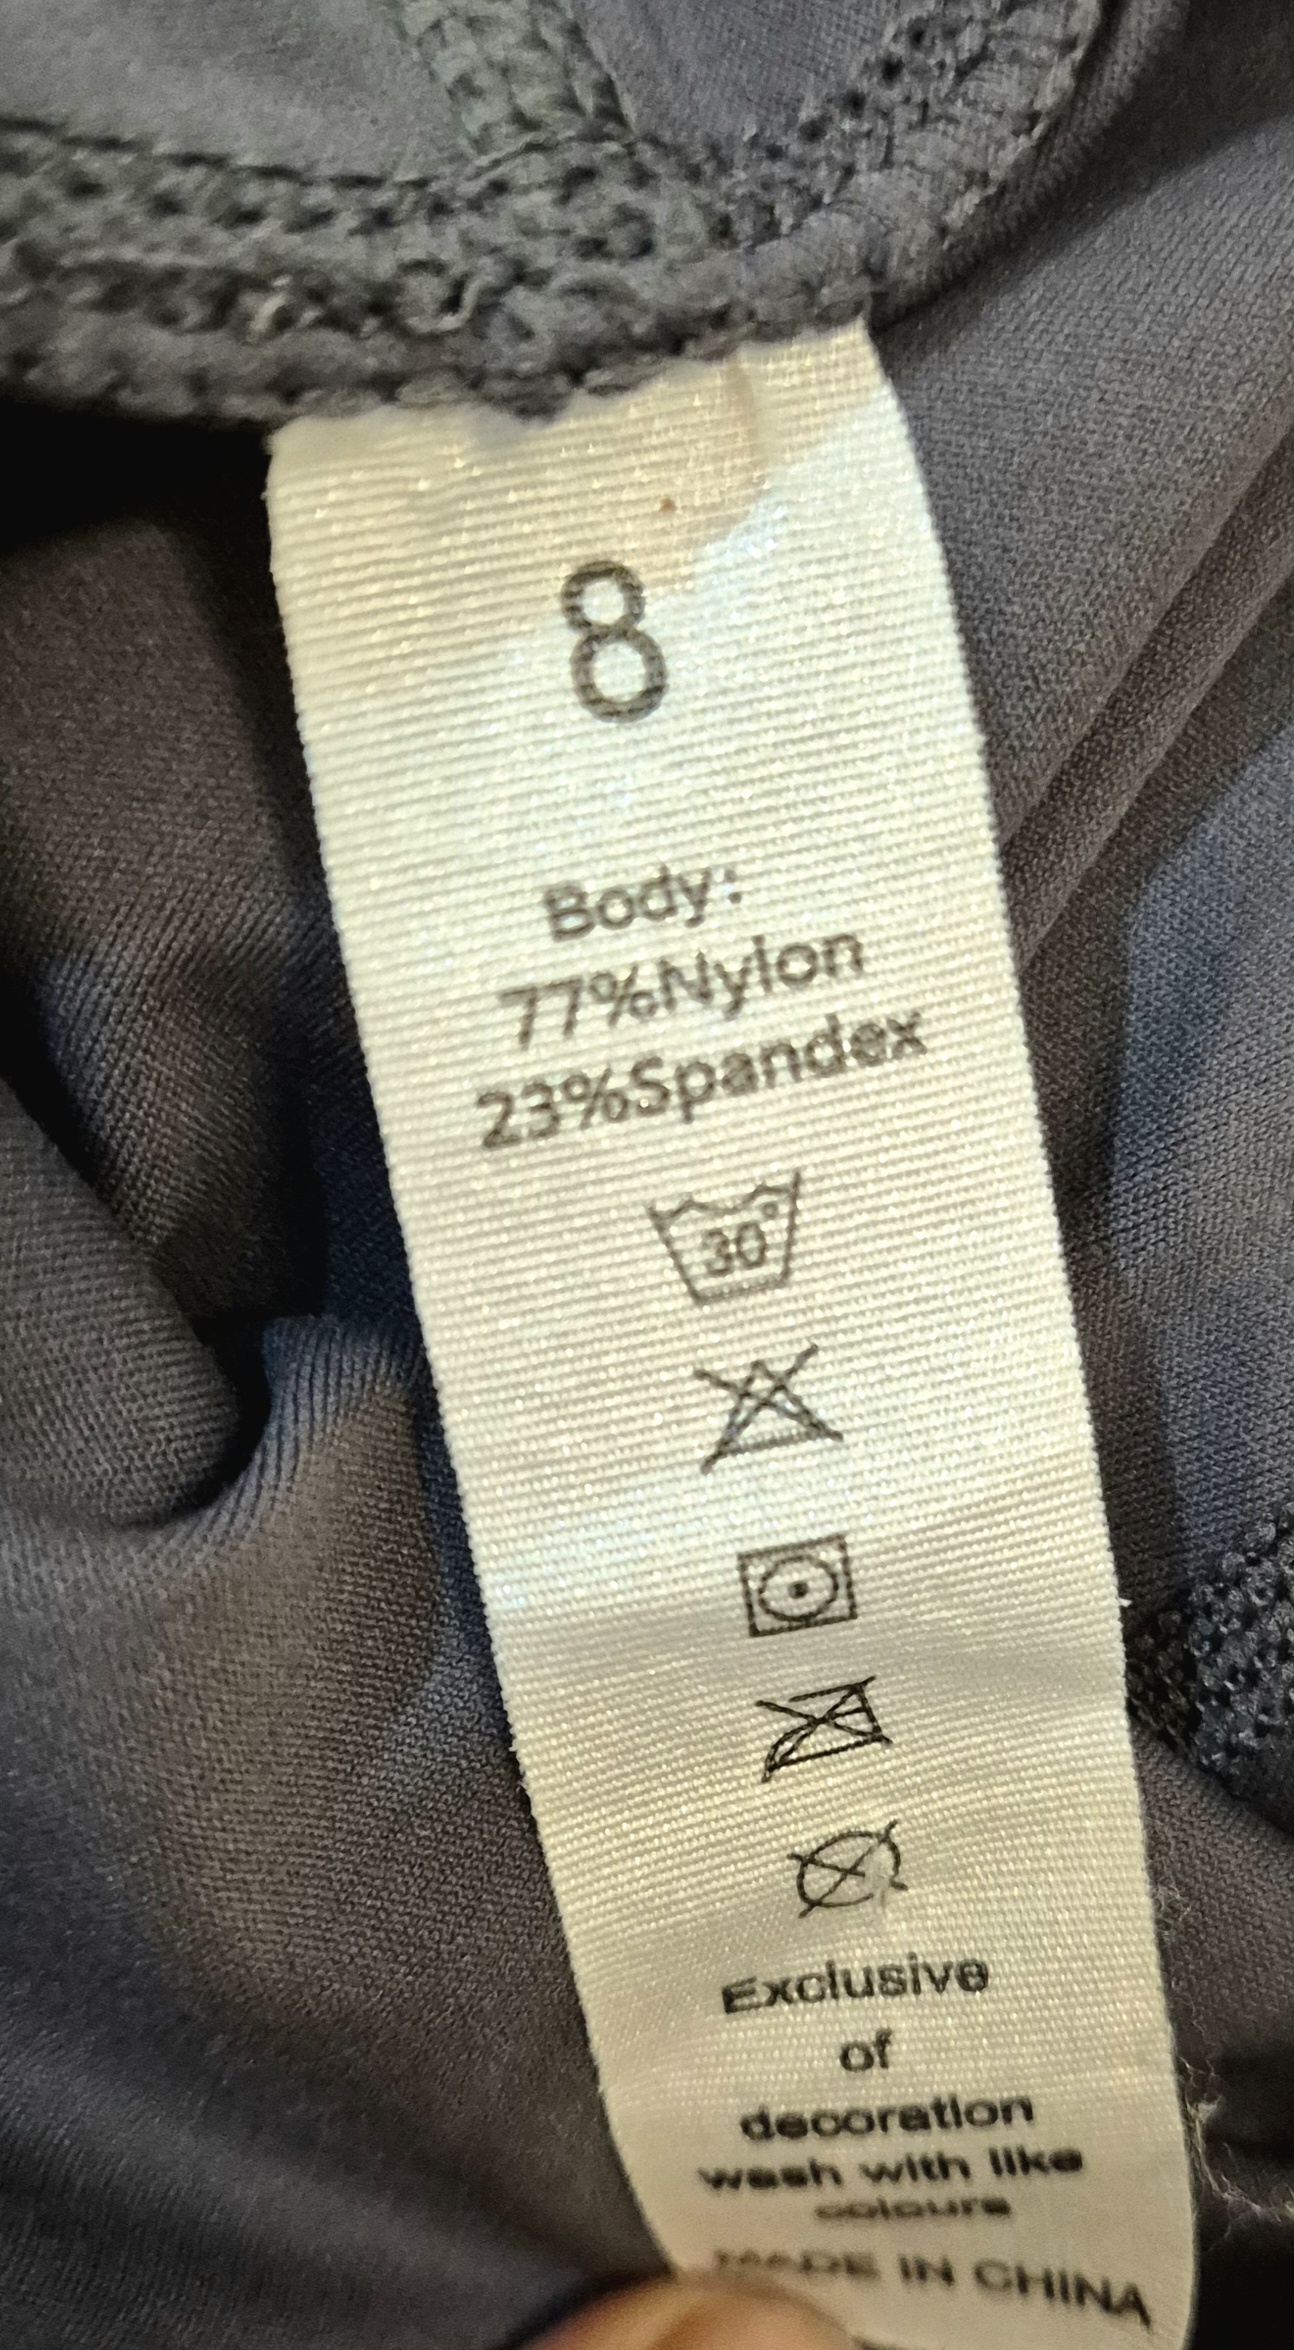 8
Body:
77%Nylon
23%Spandex
30°
Exclusive
of
decoration
wash with like
colours
MADE IN CHINA